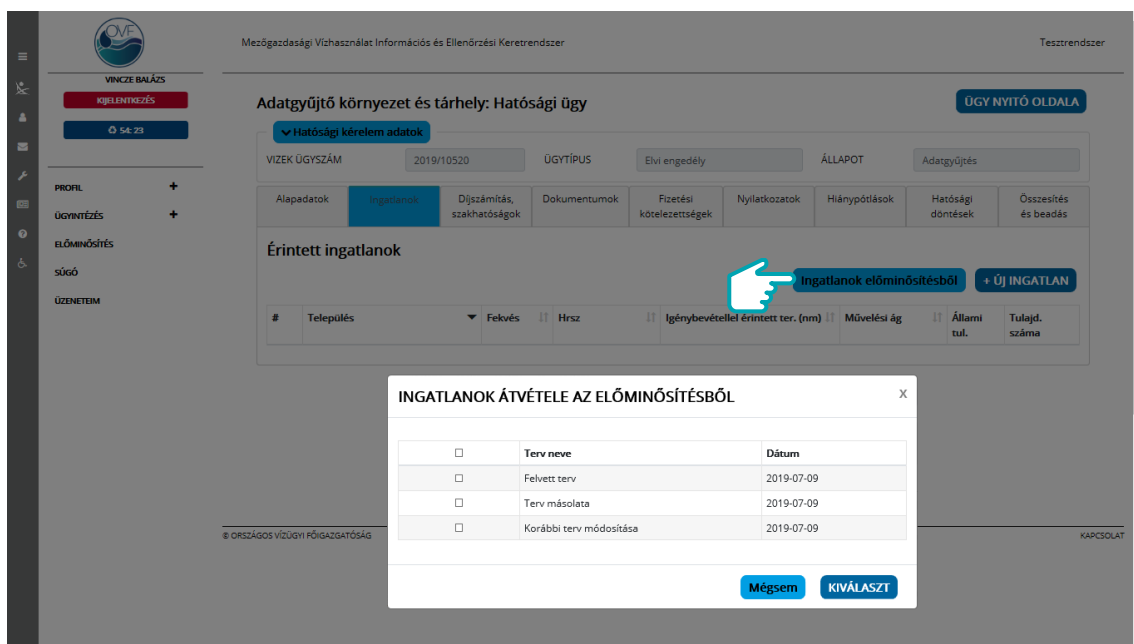 OVF
VINCZE BALÁZS
KIJELENTKEZÉS
54: 23
PROFIL
ÜGYINTÉZÉS
ELŐMINŐSÍTÉS
SÚGÓ
ÜZENETEIM
Mezőgazdasági Vízhasználat Információs és Ellenőrzési Keretrendszer
Tesztrendszer
Adatgyűjtő környezet és tárhely: Hatósági ügy
ÜGY NYITÓ OLDALA
Hatósági kérelem adatok
VIZEK ÜGYSZÁM 2019/10520 ÜGYTÍPUS Elvi engedély ÁLLAPOT Adatgyűjtés
Alapadatok Ingatlanok Díjszámítás, szakhatóságok Dokumentumok Fizetési kötelezettségek Nyilatkozatok Hiánypótlások Hatósági döntések Összesítés és beadás
Érintett ingatlanok
Ingatlanok előminősítésből + ÚJ INGATLAN
# Település Fekvés Hrsz Igénybevétellel érintett ter. (nm) Művelési ág Állami tul. Tulajd. száma
INGATLANOK ÁTVÉTELE AZ ELŐMINŐSÍTÉSBŐL X
Terv neve Dátum
Felvett terv 2019-07-09
Terv másolata 2019-07-09
Korábbi terv módosítása 2019-07-09
Mégsem KIVÁLASZT
© ORSZÁGOS VÍZÜGYI FŐIGAZGATÓSÁG
KAPCSOLAT